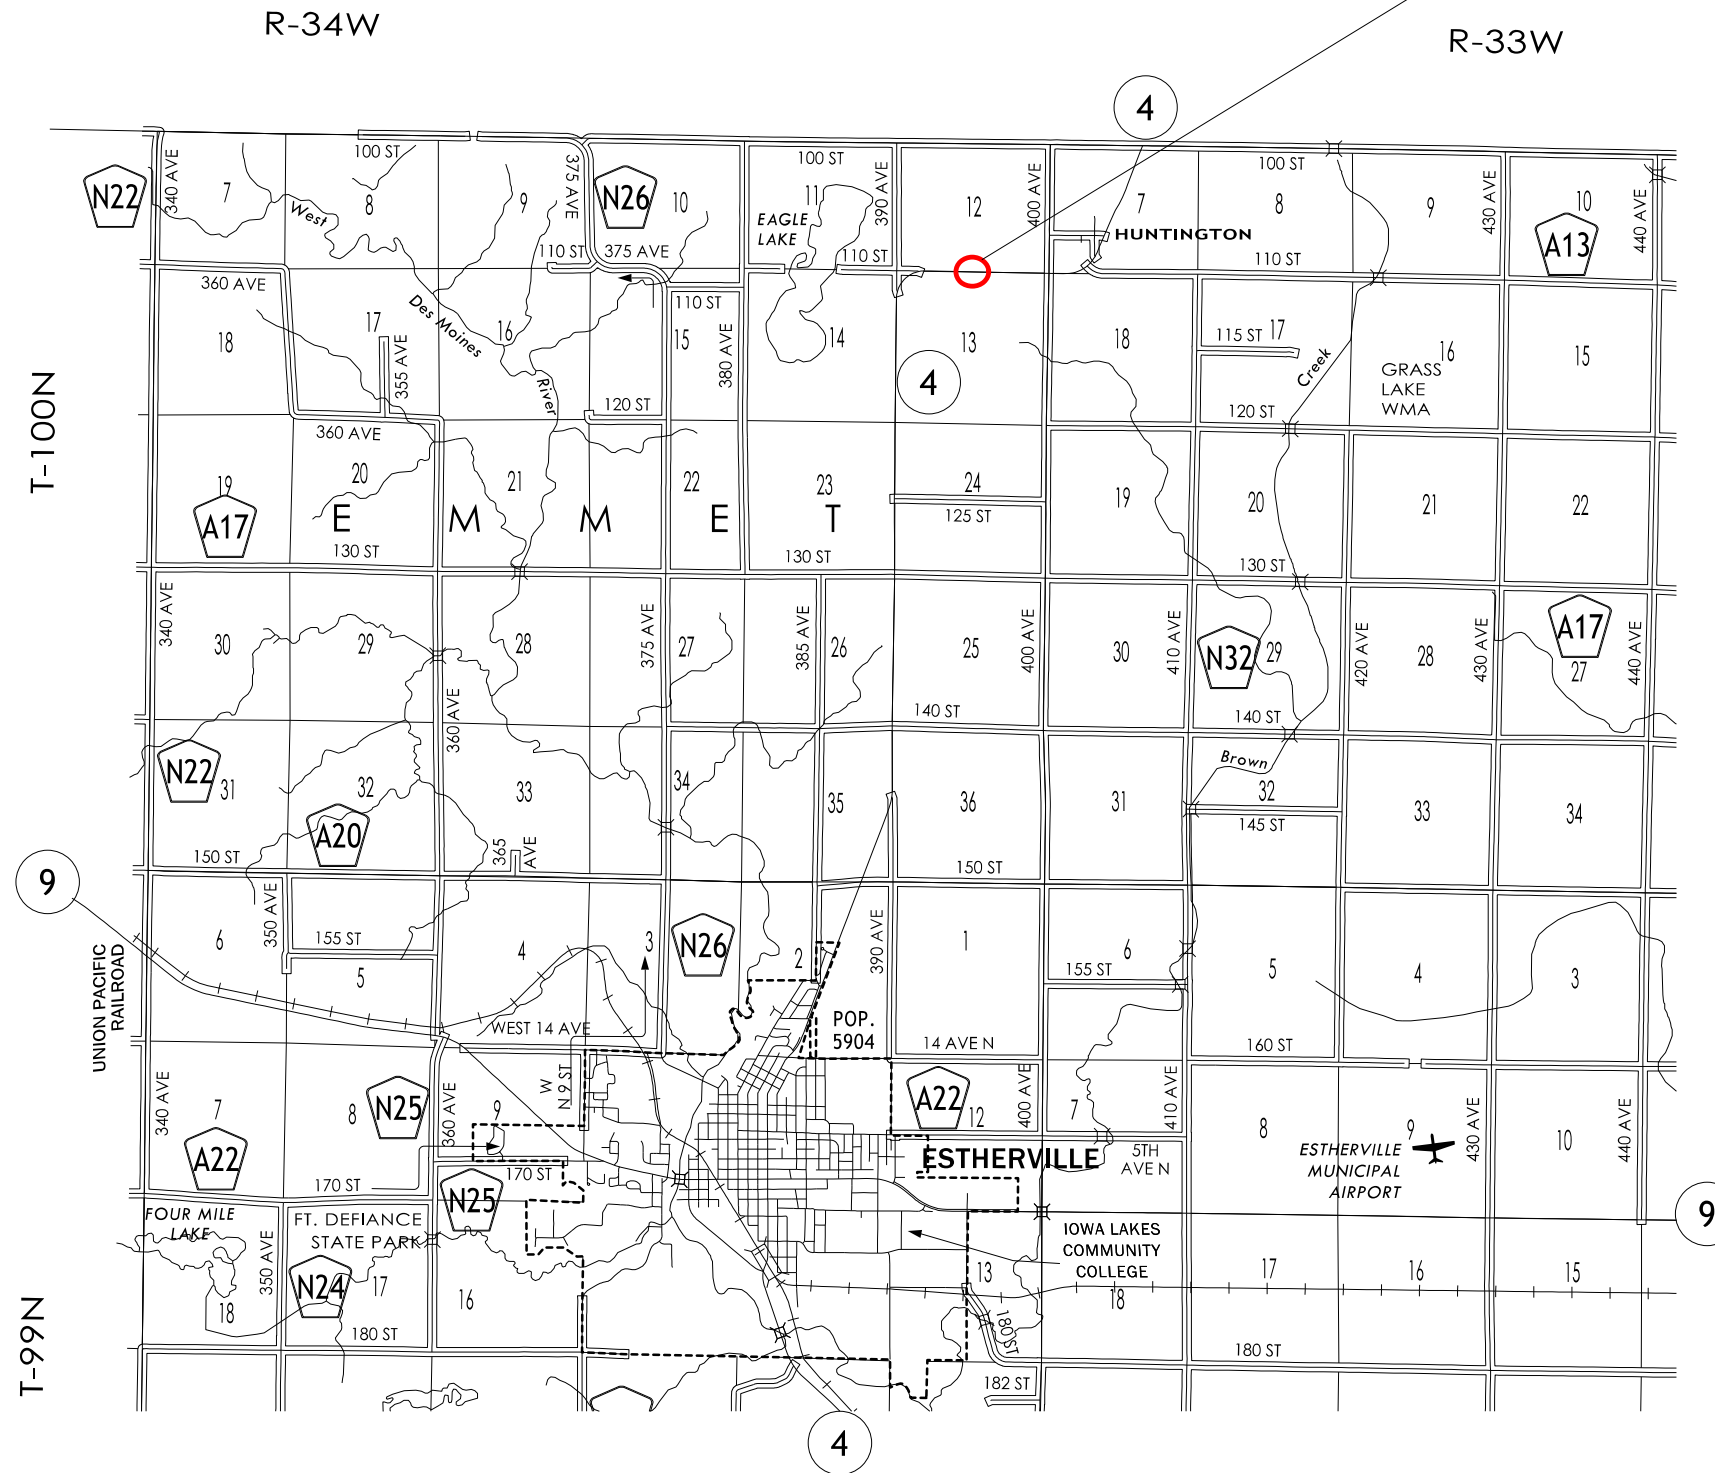 R-34W
R-33W
4
100 ST
100 ST
100 ST
N22
340 AVE
7
West
8
9
375 AVE
N26
10
11
390 AVE
EAGLE
LAKE
12
400 AVE
7
8
9
430 AVE
10
A13
440 AVE
HUNTINGTON
110 ST
375 AVE
110 ST
110 ST
360 AVE
110 ST
Des Moines
River
18
17
355 AVE
16
15
380 AVE
14
13
18
115 ST
17
Creek
16
GRASS
LAKE
WMA
15
4
T-100N
120 ST
120 ST
360 AVE
19
20
21
22
23
24
19
20
21
22
A17
E M M E T
125 ST
130 ST
130 ST
130 ST
340 AVE
30
29
28
375 AVE
27
385 AVE
26
25
400 AVE
30
410 AVE
N32
29
420 AVE
28
430 AVE
A17
27
440 AVE
360 AVE
140 ST
140 ST
Brown
N22
31
32
A20
33
34
35
36
31
32
33
34
145 ST
365
AVE
150 ST
150 ST
9
350 AVE
6
155 ST
5
4
3
N26
2
390 AVE
1
6
155 ST
5
4
3
UNION PACIFIC
RAILROAD
WEST 14 AVE
POP.
5904
14 AVE N
160 ST
340 AVE
7
8
N25
360 AVE
9
W
N 9 ST
A22
12
400 AVE
7
410 AVE
8
9
430 AVE
10
440 AVE
A22
ESTHERVILLE
5TH
AVE N
ESTHERVILLE
MUNICIPAL
AIRPORT
170 ST
170 ST
N25
FOUR MILE
LAKE
350 AVE
FT. DEFIANCE
STATE PARK
IOWA LAKES
COMMUNITY
COLLEGE
9
18
N24
17
16
13
18
17
16
15
T-99N
180 ST
180 ST
180 ST
182 ST
4